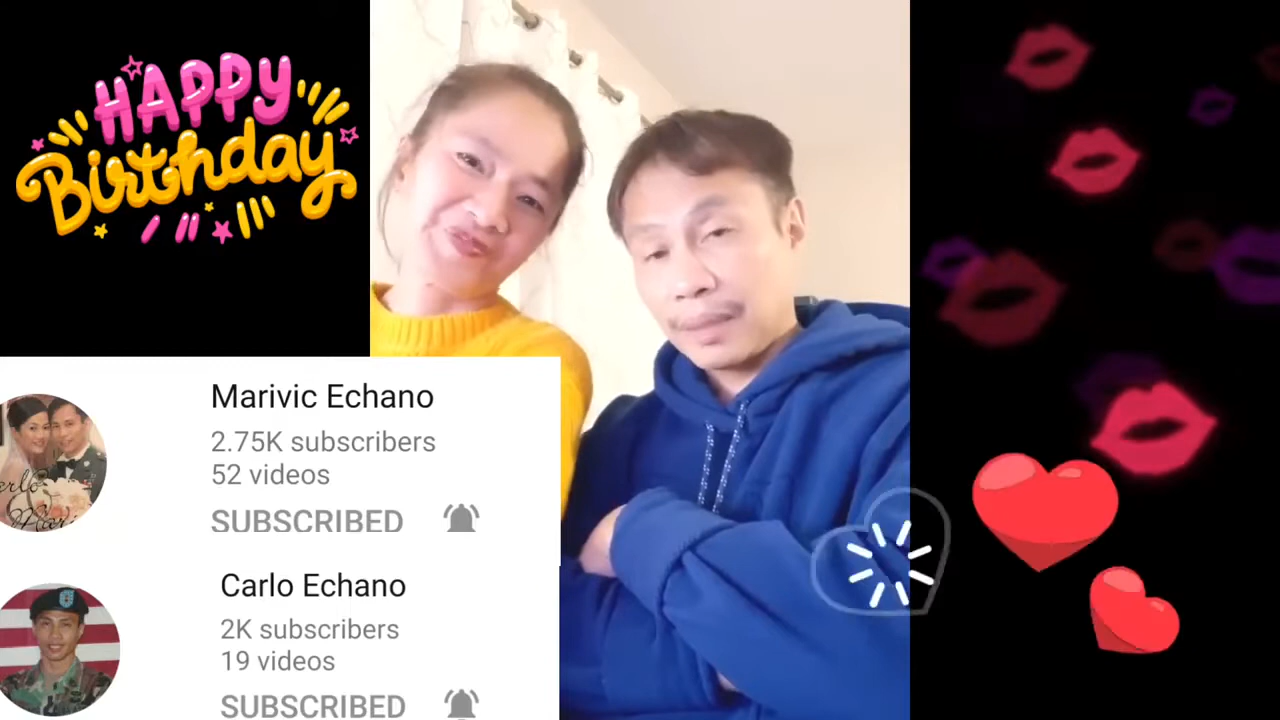 HAPPY
Birthday
Marivic Echano
2.75K subscribers
52 videos
SUBSCRIBED
Carlo Echano
2K subscribers
19 videos
SUBSCRIBED